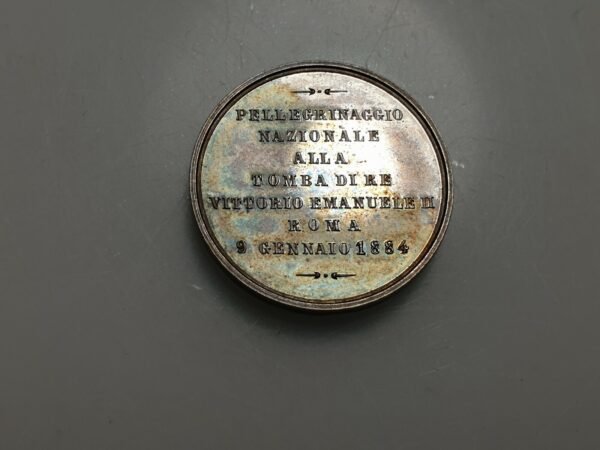 PELLEGRINAGGIO
NAZIONALE
ALLA
TOMBA DI RE
VITTORIO EMANUELE II
ROMA
9 GENNAIO 1884